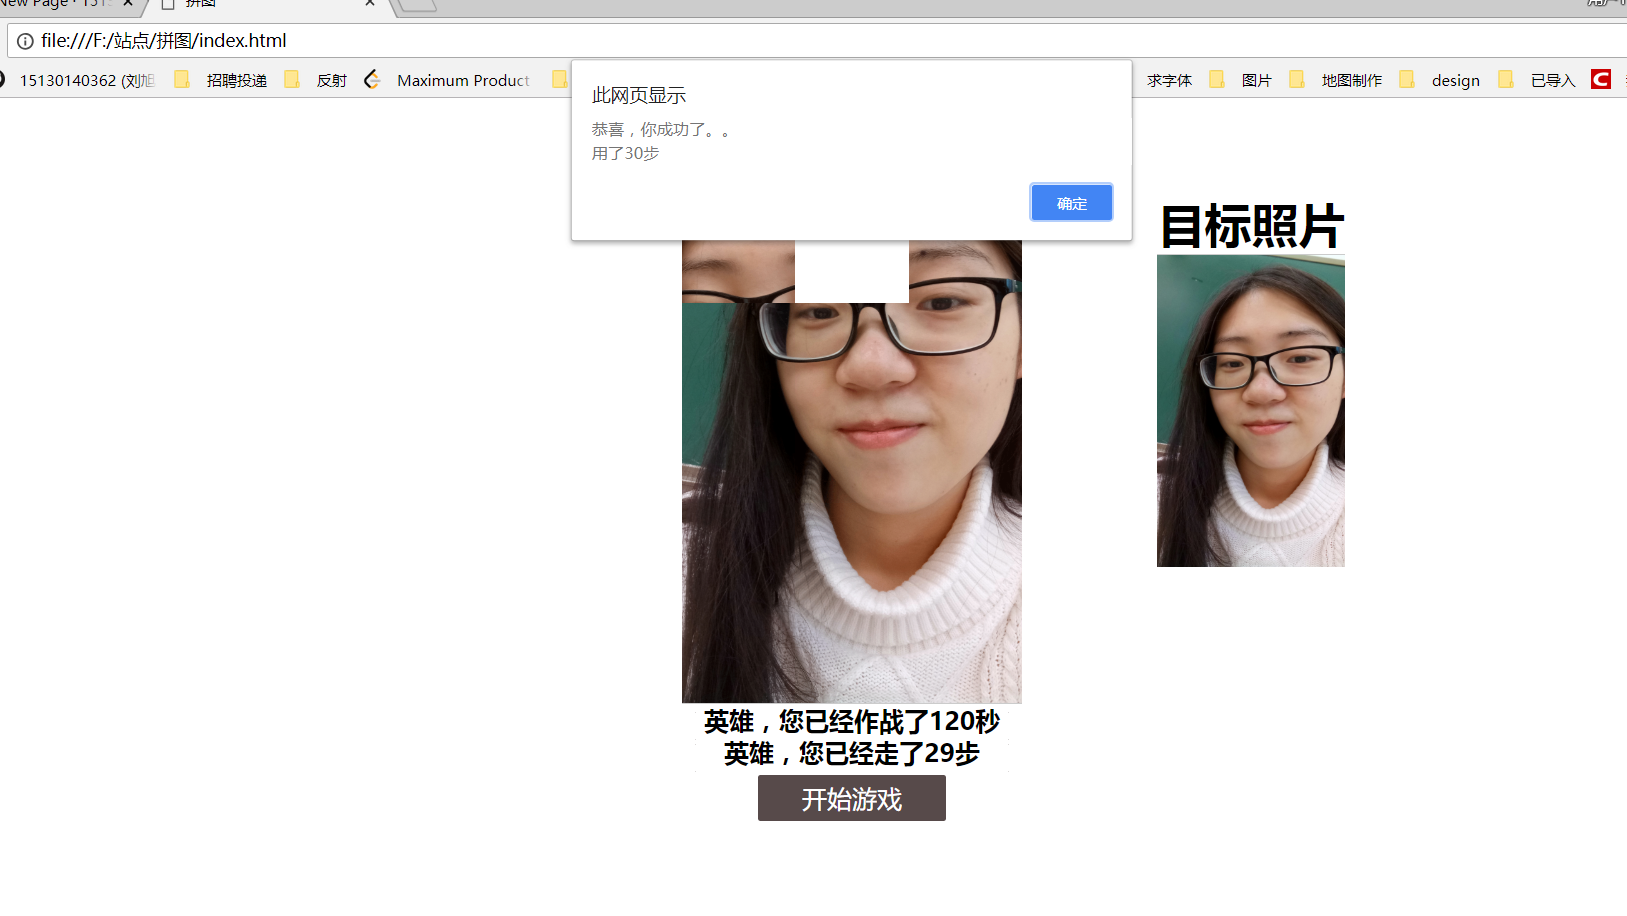 New Page · 1513
拼图
file:///F:/站点/拼图/index.html
15130140362 (刘旭
招聘投递
反射
Maximum Product
求字体
图片
地图制作
design
已导入
此网页显示
恭喜，你成功了。。
用了30步
确定
目标照片
英雄，您已经作战了120秒
英雄，您已经走了29步
开始游戏